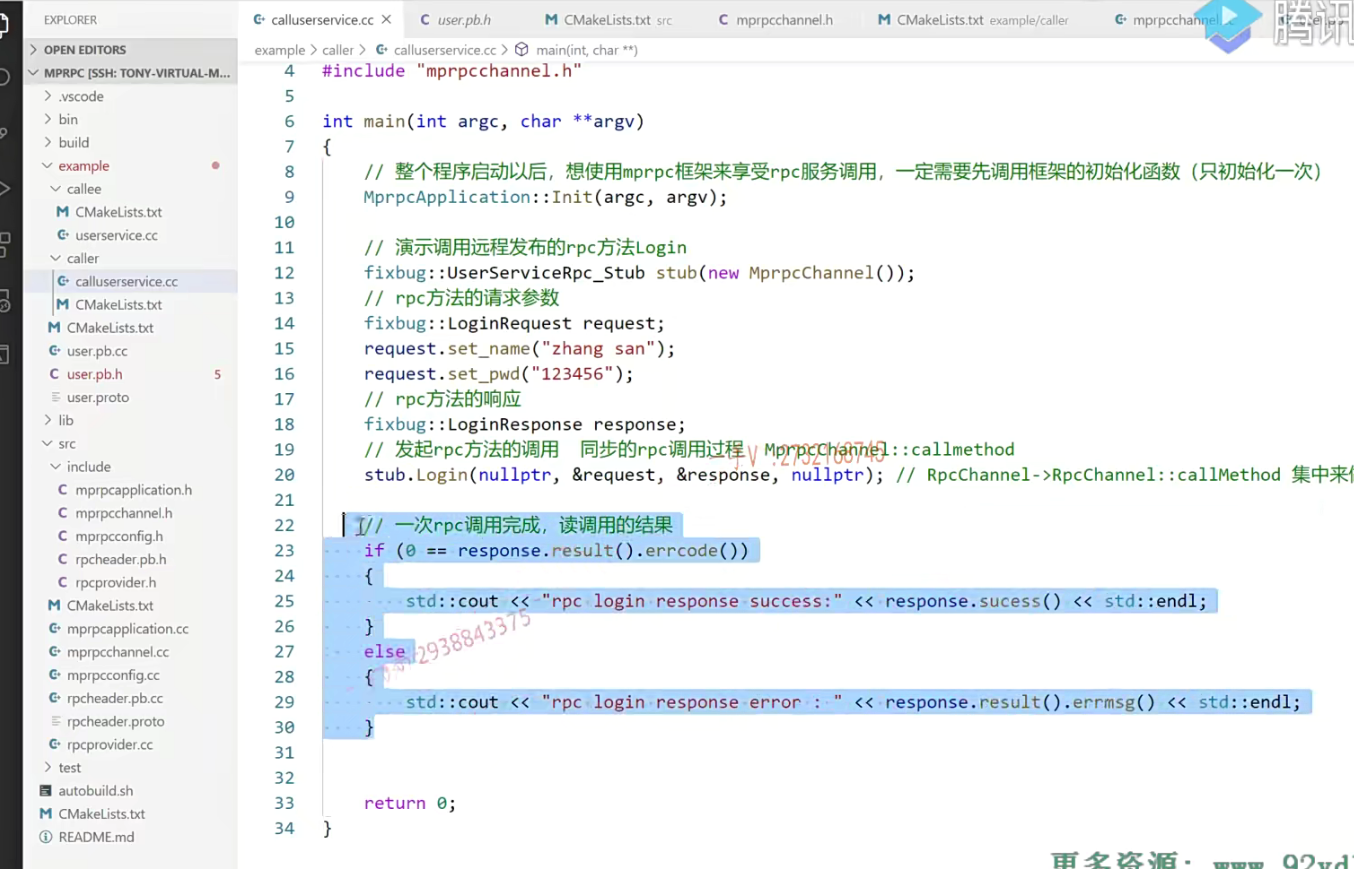 EXPLORER
OPEN EDITORS
MPRPC [SSH: TONY-VIRTUAL-M...
.vscode
bin
build
example
callee
CMakeLists.txt
userservice.cc
caller
calluserservice.cc
CMakeLists.txt
CMakeLists.txt
user.pb.cc
user.pb.h 5
user.proto
lib
src
include
mprpcapplication.h
mprpcchannel.h
mprpcconfig.h
rpcheader.pb.h
rpcprovider.h
CMakeLists.txt
mprpcapplication.cc
mprpcchannel.cc
mprpcconfig.cc
rpcheader.pb.cc
rpcheader.proto
rpcprovider.cc
test
autobuild.sh
CMakeLists.txt
README.md
calluserservice.cc user.pb.h CMakeLists.txt src mprpcchannel.h CMakeLists.txt example/caller
腾讯
example > caller > calluserservice.cc > main(int, char **)
4 #include "mprpcchannel.h"
5
6 int main(int argc, char **argv)
7 {
8 // 整个程序启动以后，想使用mprpc框架来享受rpc服务调用，一定需要先调用框架的初始化函数（只初始化一次）
9 MprpcApplication::Init(argc, argv);
10
11 // 演示调用远程发布的rpc方法Login
12 fixbug::UserServiceRpc_Stub stub(new MprpcChannel());
13 // rpc方法的请求参数
14 fixbug::LoginRequest request;
15 request.set_name("zhang san");
16 request.set_pwd("123456");
17 // rpc方法的响应
18 fixbug::LoginResponse response;
19 // 发起rpc方法的调用 同步的rpc调用过程 MprpcChannel::callmethod
20 stub.Login(nullptr, &request, &response, nullptr); // RpcChannel->RpcChannel::callMethod 集中来
21
22 // 一次rpc调用完成，读调用的结果
23 if (0 == response.result().errcode())
24 {
25 std::cout << "rpc login response success:" << response.sucess() << std::endl;
26 }
27 else
28 {
29 std::cout << "rpc login response error : " << response.result().errmsg() << std::endl;
30 }
31
32
33 return 0;
34 }
2938843375
更多资源：